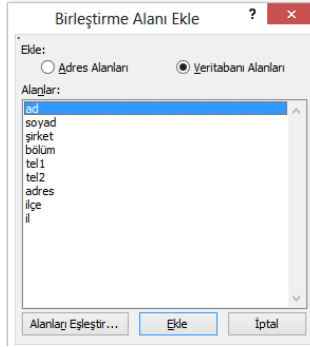 Birleştirme Alanı Ekle ? ×
Ekle:
Adres Alanları Veritabanı Alanları
Alanlar:
ad
soyad
şirket
bölüm
tel1
tel2
adres
ilçe
il
Alanları Eşleştir... Ekle İptal